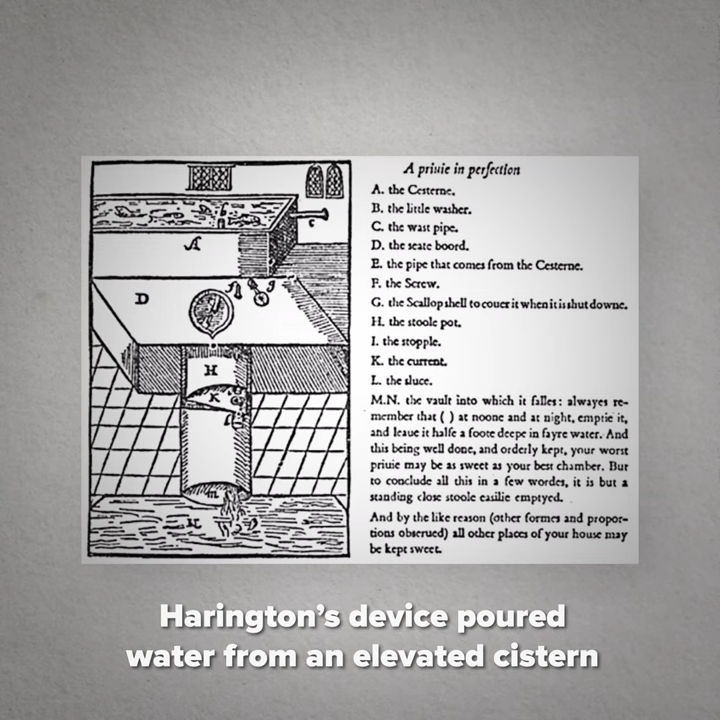 A priuie in perfection
A. the Cesterne.
B. the little washer.
C. the wast pipe.
D. the seate boord.
E. the pipe that comes from the Cesterne.
F. the Screw.
G. the Scallop shell to couer it when it is shut downe.
H. the stoole pot.
I. the stopple.
K. the current.
L. the sluce.
M.N. the vault into which it falles: alwayes re-
member that ( ) at noone and at night, emptie it,
and leaue it halfe a foote deepe in fayre water. And
this being well done, and orderly kept, your worst
priuie may be as sweet as your best chamber. But
to conclude all this in a few wordes, it is but a
standing close stoole easilie emptyed.
And by the like reason (other formes and propor-
tions obserued) all other places of your house may
be kept sweet.
A
D
H
K
Harington's device poured
water from an elevated cistern